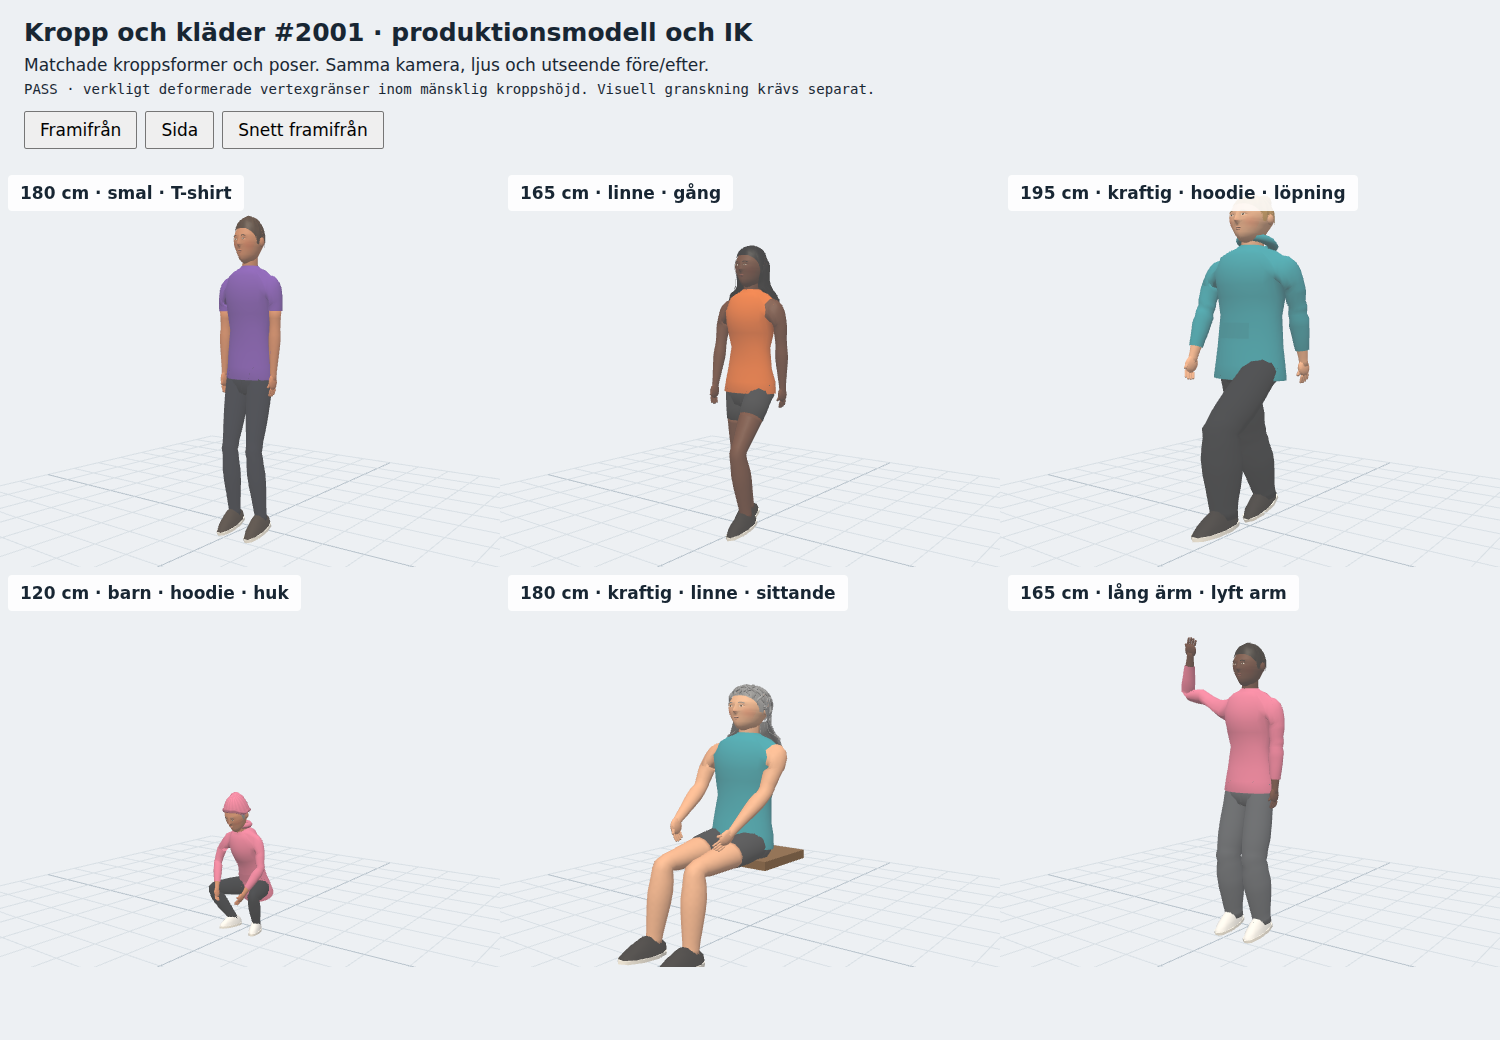 Kropp och kläder #2001 · produktionsmodell och IK
Matchade kroppsformer och poser. Samma kamera, ljus och utseende före/efter.
PASS · verkligt deformerade vertexgränser inom mänsklig kroppshöjd. Visuell granskning krävs separat.
Framifrån Sida Snett framifrån
180 cm · smal · T-shirt
165 cm · linne · gång
195 cm · kraftig · hoodie · löpning
120 cm · barn · hoodie · huk
180 cm · kraftig · linne · sittande
165 cm · lång ärm · lyft arm